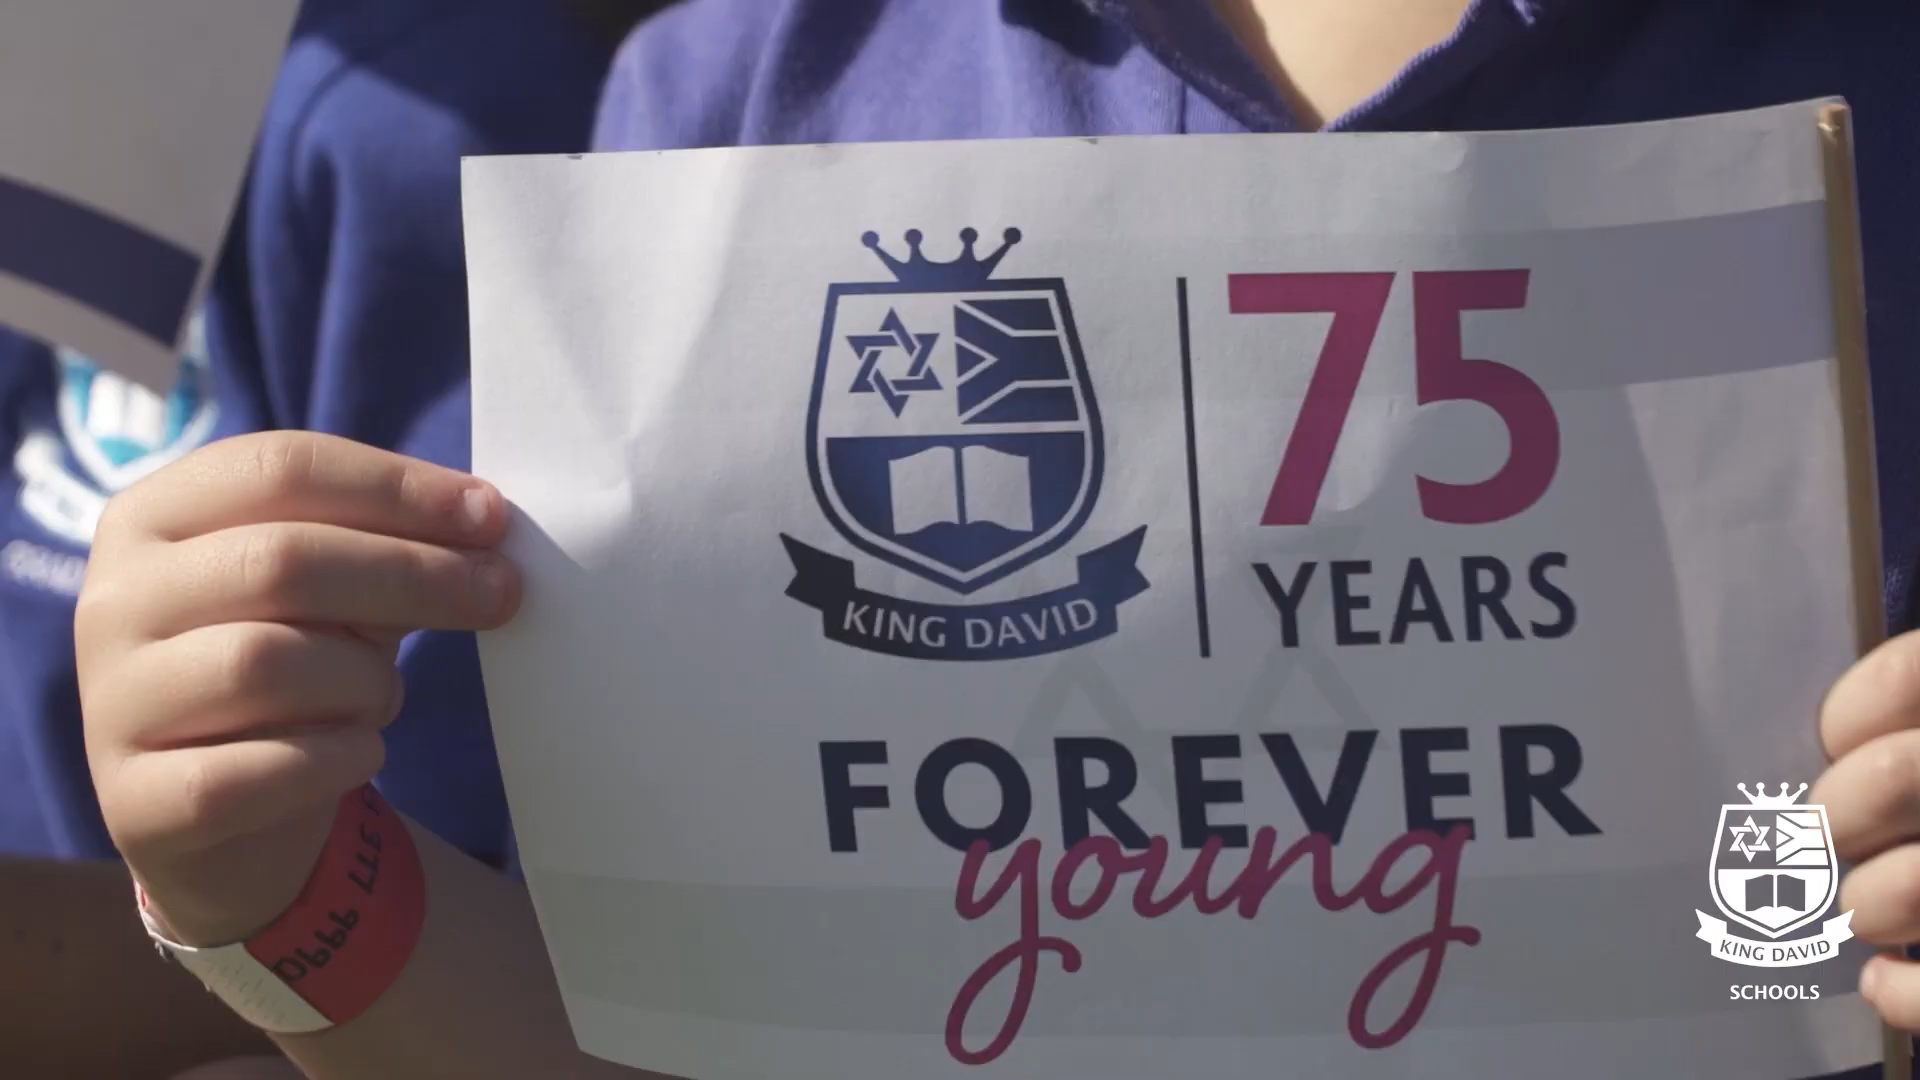 75
YEARS
KING DAVID
FOREVER
young
KING DAVID
SCHOOLS